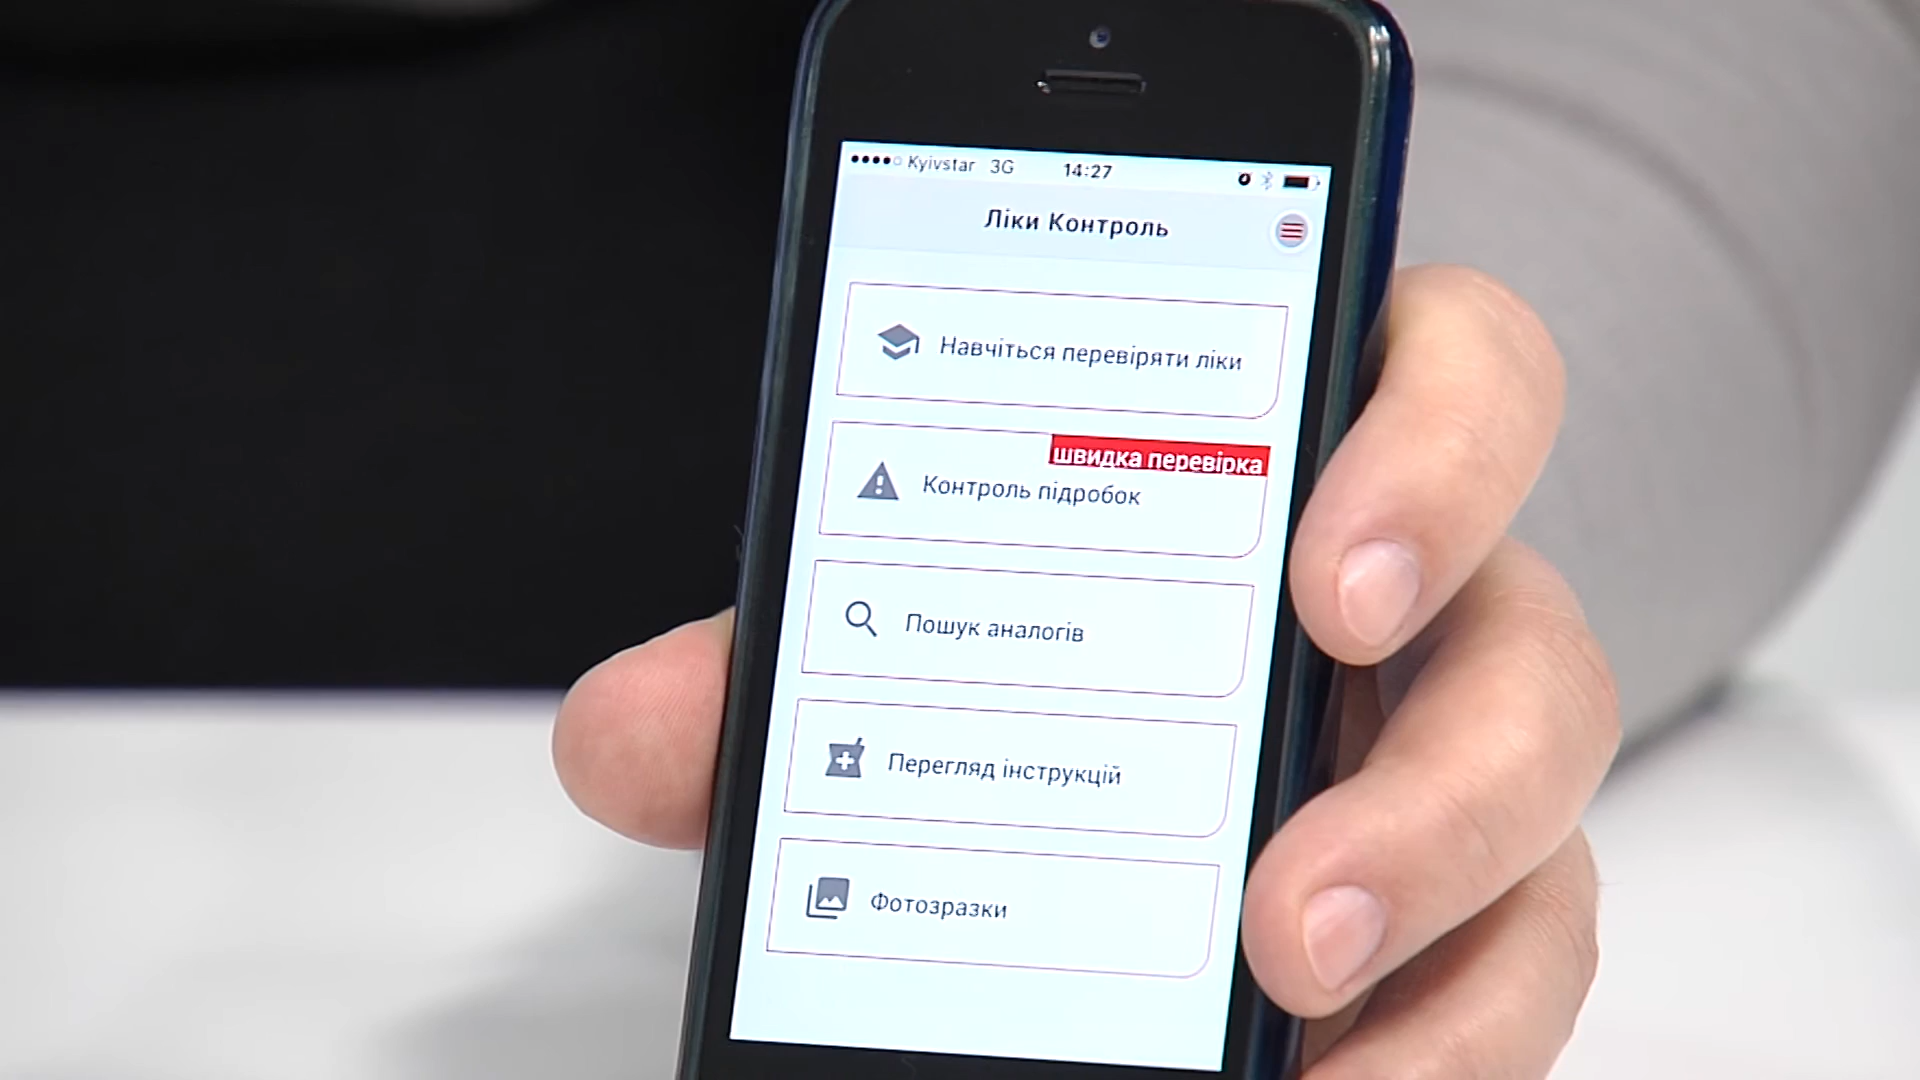 Kyivstar 3G 14:27
Ліки Контроль
Навчіться перевіряти ліки
швидка перевірка
Контроль підробок
Пошук аналогів
Перегляд інструкцій
Фотозразки